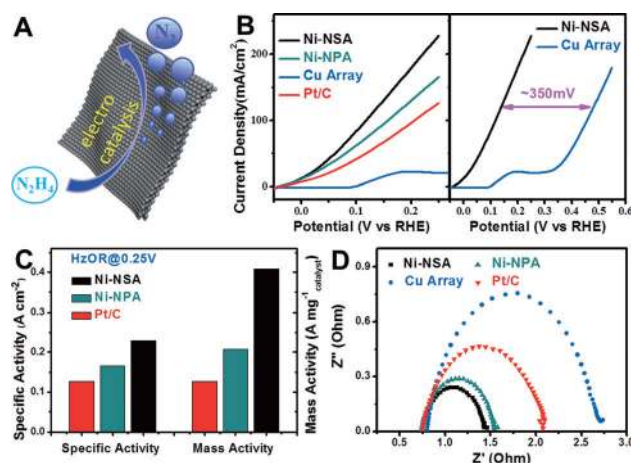 A
N₂
electro
catalysis
N₂H₄
B
Current Density(mA/cm²)
200
100
0
Ni-NSA
Ni-NPA
Cu Array
Pt/C
0.0 0.1 0.2
Potential (V vs RHE)
Ni-NSA
Cu Array
~350mV
0.0 0.1 0.2 0.3 0.4 0.5 0.6
Potential (V vs RHE)
C
HzOR@0.25V
Ni-NSA
Ni-NPA
Pt/C
Specific Activity (A cm⁻²)
0.4
0.3
0.2
0.1
0.0
Specific Activity Mass Activity
Mass Activity (A mg⁻¹catalyst)
D
Ni-NSA Ni-NPA
Cu Array Pt/C
Z'' (Ohm)
0.9
0.6
0.3
0.0
0.0 0.5 1.0 1.5 2.0 2.5 3.0
Z' (Ohm)